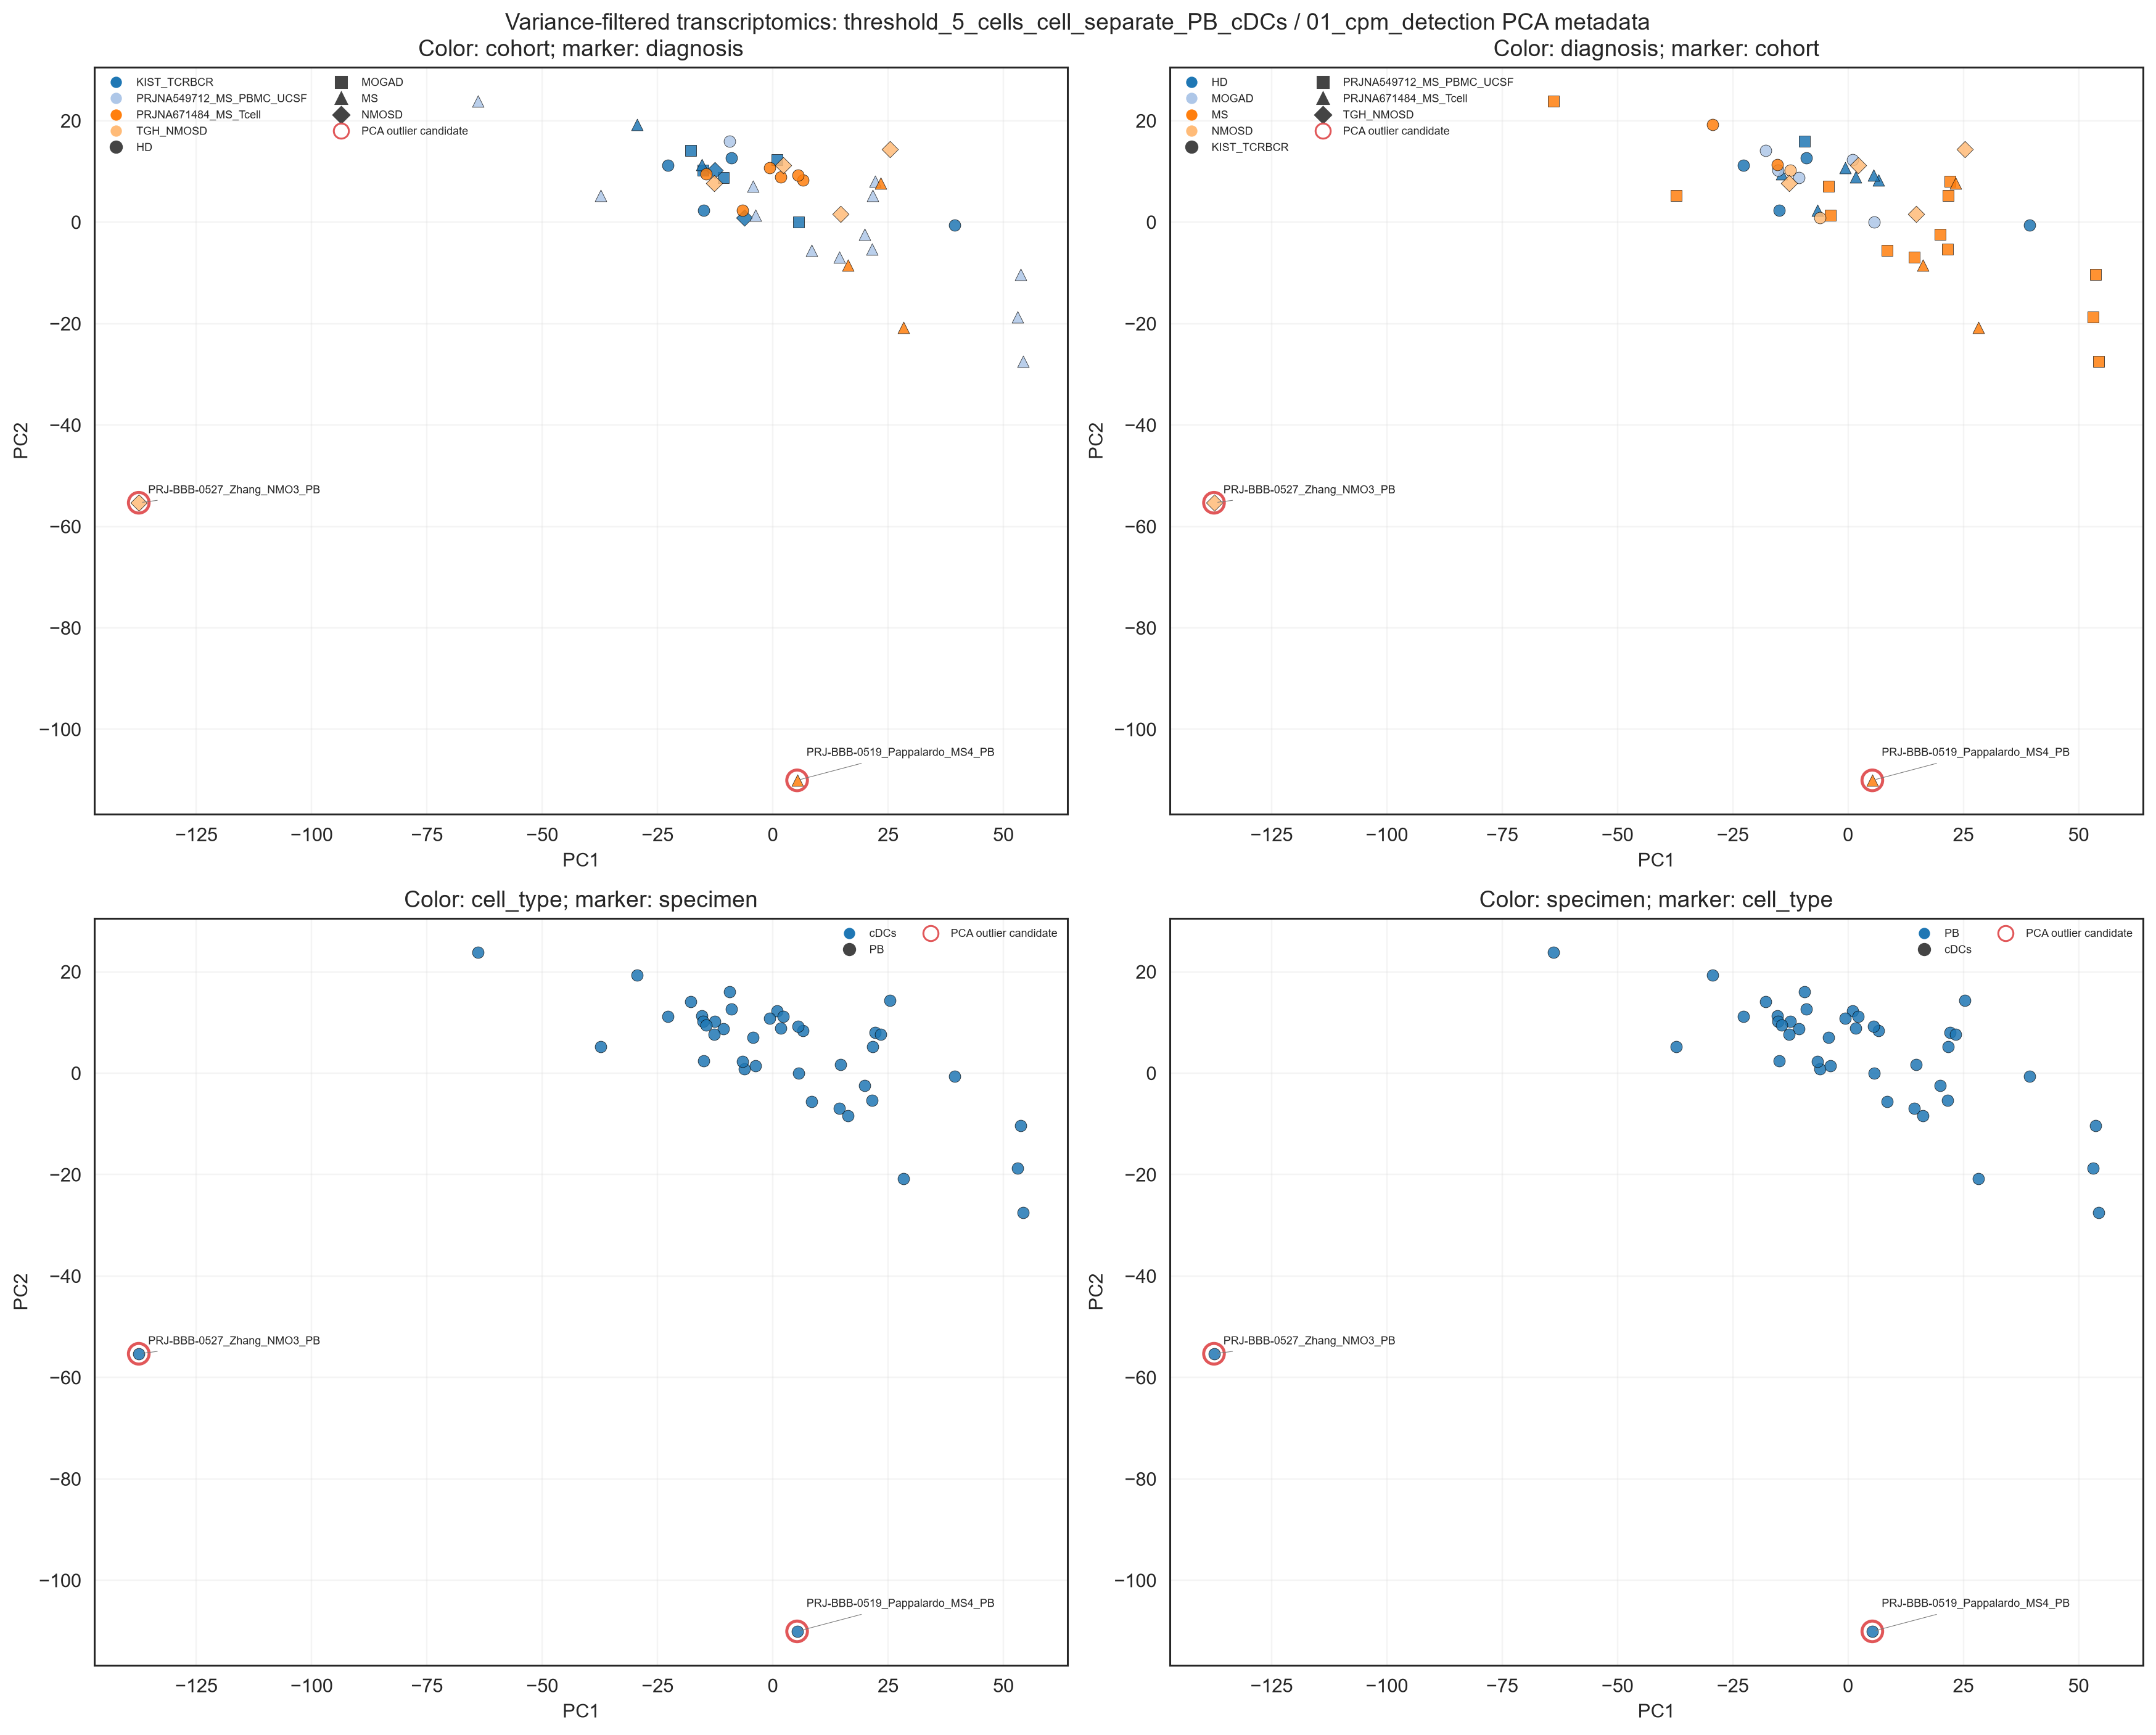 Variance-filtered transcriptomics: threshold_5_cells_cell_separate_PB_cDCs / 01_cpm_detection PCA metadata
Color: cohort; marker: diagnosis
KIST_TCRBCR
PRJNA549712_MS_PBMC_UCSF
PRJNA671484_MS_Tcell
TGH_NMOSD
HD
MOGAD
MS
NMOSD
PCA outlier candidate
20
0
−20
−40
−60
−80
−100
PC2
PRJ-BBB-0527_Zhang_NMO3_PB
PRJ-BBB-0519_Pappalardo_MS4_PB
−125
−100
−75
−50
−25
0
25
50
PC1
Color: diagnosis; marker: cohort
HD
MOGAD
MS
NMOSD
KIST_TCRBCR
PRJNA549712_MS_PBMC_UCSF
PRJNA671484_MS_Tcell
TGH_NMOSD
PCA outlier candidate
20
0
−20
−40
−60
−80
−100
PC2
PRJ-BBB-0527_Zhang_NMO3_PB
PRJ-BBB-0519_Pappalardo_MS4_PB
−125
−100
−75
−50
−25
0
25
50
PC1
Color: cell_type; marker: specimen
cDCs
PB
PCA outlier candidate
20
0
−20
−40
−60
−80
−100
PC2
PRJ-BBB-0527_Zhang_NMO3_PB
PRJ-BBB-0519_Pappalardo_MS4_PB
−125
−100
−75
−50
−25
0
25
50
PC1
Color: specimen; marker: cell_type
PB
cDCs
PCA outlier candidate
20
0
−20
−40
−60
−80
−100
PC2
PRJ-BBB-0527_Zhang_NMO3_PB
PRJ-BBB-0519_Pappalardo_MS4_PB
−125
−100
−75
−50
−25
0
25
50
PC1